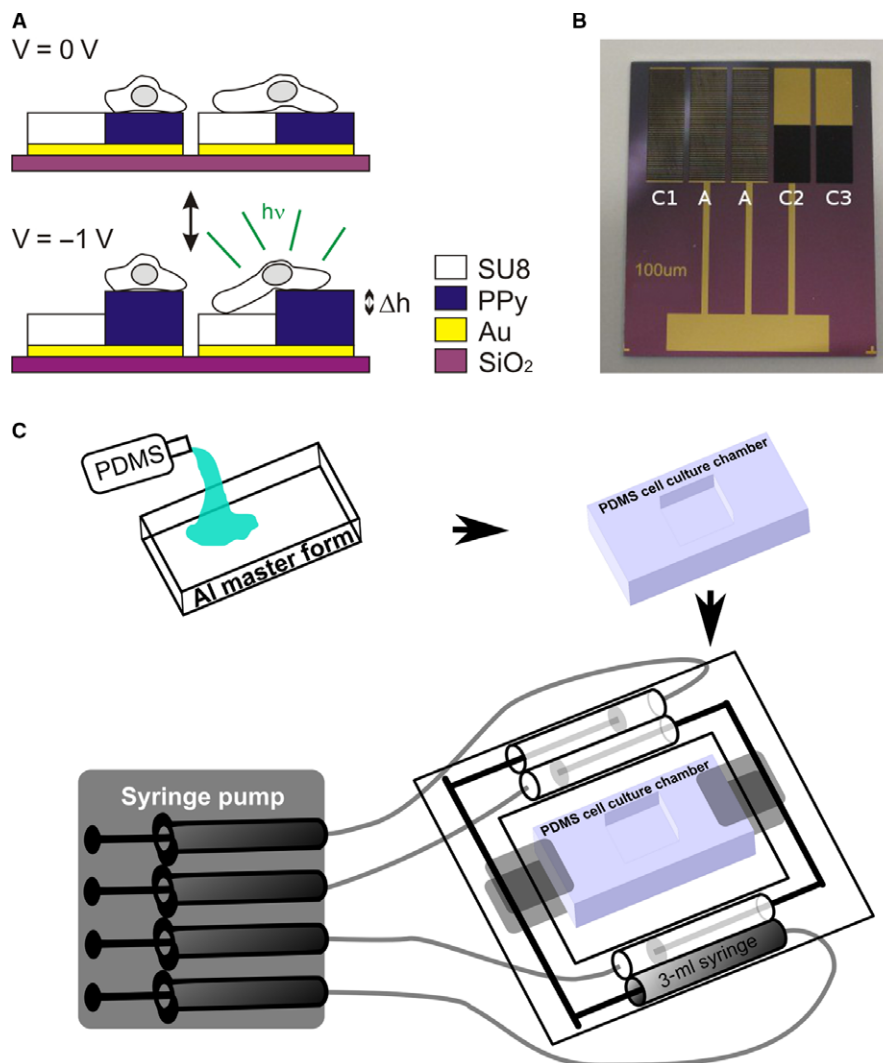 A
V = 0 V
V = –1 V
hν
Δh
SU8
PPy
Au
SiO₂
B
C1 A A C2 C3
100um
C
PDMS
Al master form
PDMS cell culture chamber
Syringe pump
PDMS cell culture chamber
3-ml syringe